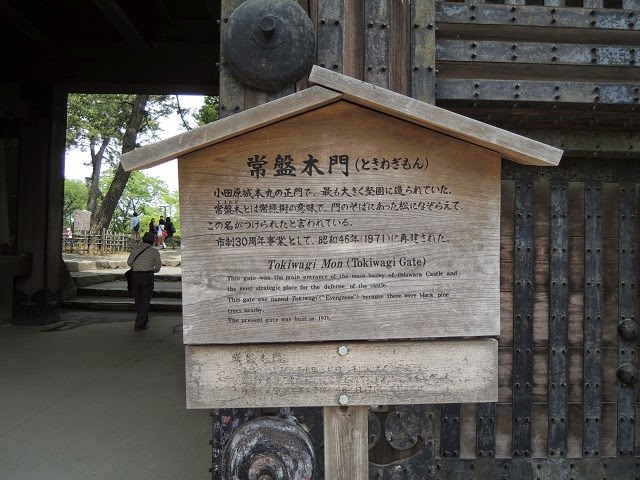 常盤木門(ときわぎもん)
小田原城本丸の正門で、最も大きく堅固に造られていた。
常盤木とは常緑樹の意味で、門のそばにあった松になぞらえて、
この名がつけられたと言われている。
市制30周年事業として、昭和46年(1971)に再建された。
Tokiwagi Mon (Tokiwagi Gate)
This gate was the main entrance of the main bailey of Odawara Castle and
the most strategic place for the defense of the castle.
This gate was named Tokiwagi ("Evergreen") because there were black pine
trees nearby.
The present gate was built in 1971.
常盤木門